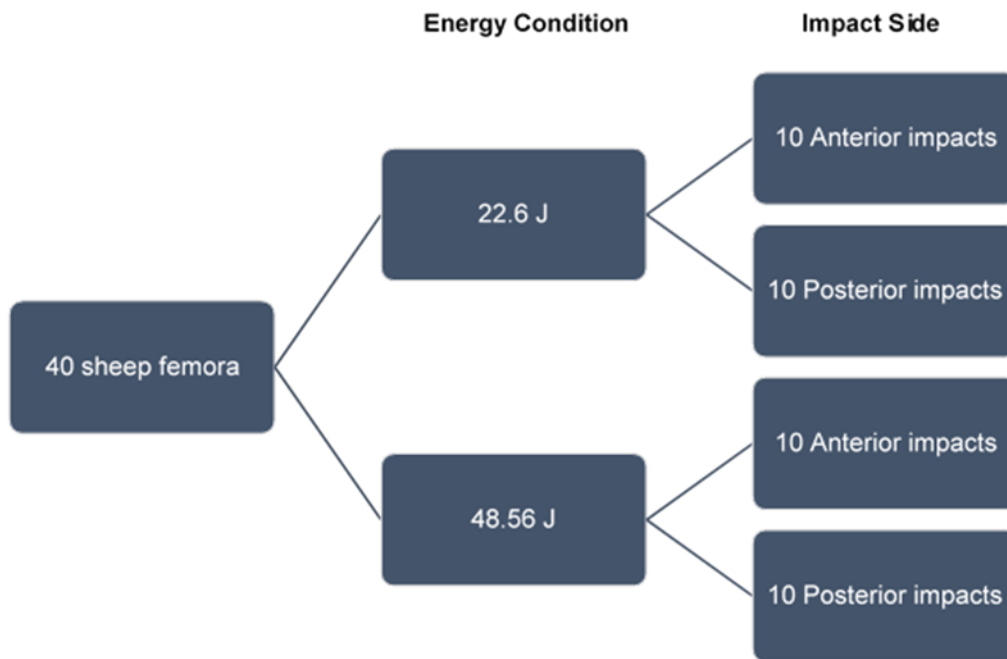 Energy Condition
Impact Side
10 Anterior impacts
22.6 J
10 Posterior impacts
40 sheep femora
10 Anterior impacts
48.56 J
10 Posterior impacts